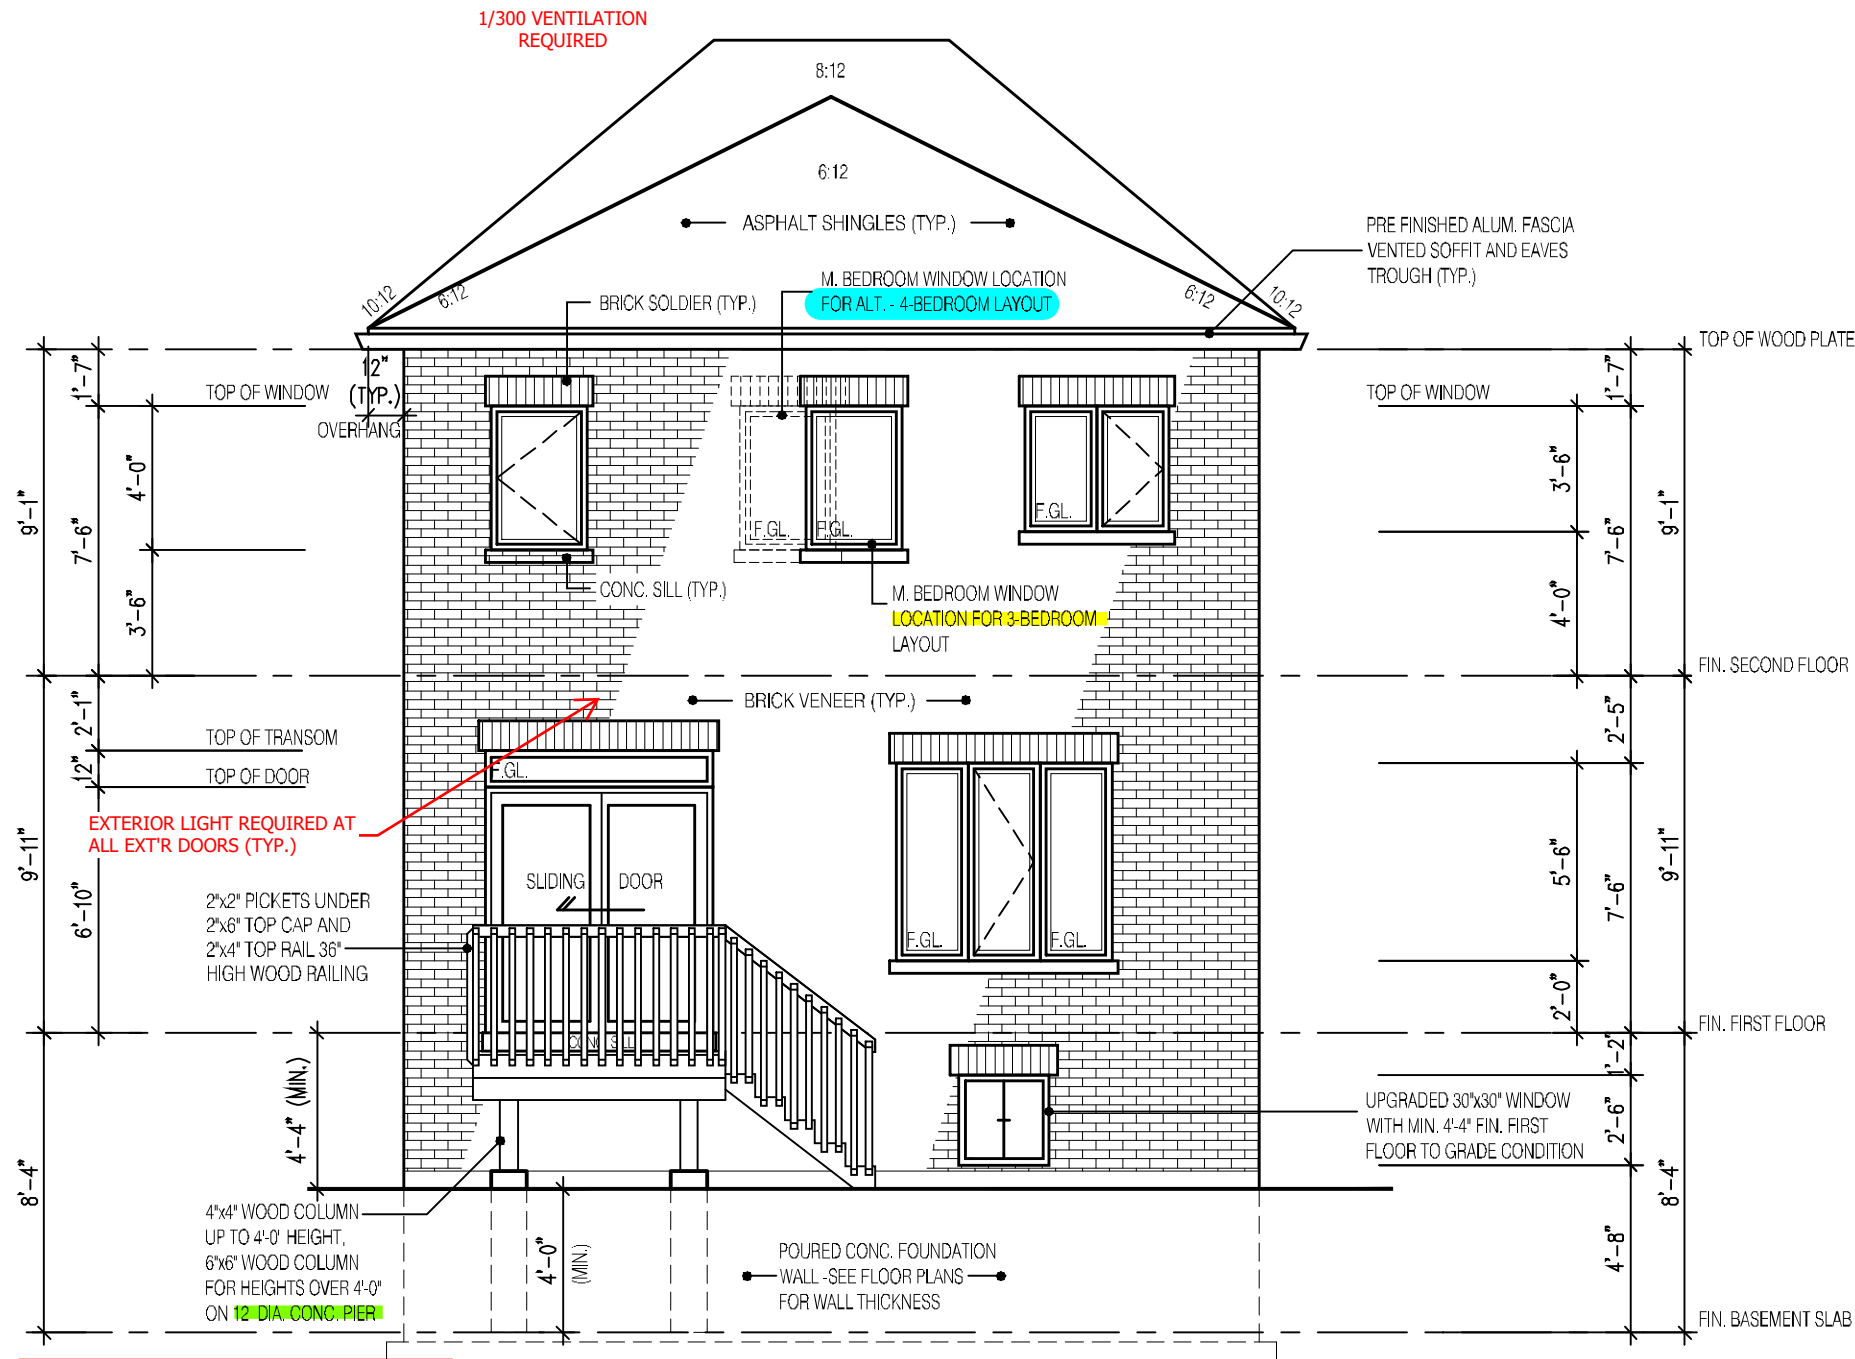 1/300 VENTILATION
REQUIRED
8:12
6:12
ASPHALT SHINGLES (TYP.)
PRE FINISHED ALUM. FASCIA
VENTED SOFFIT AND EAVES
TROUGH (TYP.)
M. BEDROOM WINDOW LOCATION
FOR ALT. - 4-BEDROOM LAYOUT
BRICK SOLDIER (TYP.)
10:12
6:12
6:12
10:12
TOP OF WOOD PLATE
12"
(TYP.)
OVERHANG
TOP OF WINDOW
TOP OF WINDOW
1'-7"
9'-1"
7'-6"
4'-0"
3'-6"
1'-7"
3'-6"
7'-6"
9'-1"
4'-0"
F.GL.
F.GL.
F.GL.
CONC. SILL (TYP.)
M. BEDROOM WINDOW
LOCATION FOR 3-BEDROOM
LAYOUT
FIN. SECOND FLOOR
BRICK VENEER (TYP.)
2'-1"
12"
9'-11"
6'-10"
TOP OF TRANSOM
TOP OF DOOR
2'-5"
5'-6"
7'-6"
9'-11"
2'-0"
F.GL.
EXTERIOR LIGHT REQUIRED AT
ALL EXT'R DOORS (TYP.)
SLIDING DOOR
2"x2" PICKETS UNDER
2"x6" TOP CAP AND
2"x4" TOP RAIL 36"
HIGH WOOD RAILING
F.GL.
F.GL.
CONC. SILL
FIN. FIRST FLOOR
4'-4" (MIN.)
8'-4"
1'-2"
2'-6"
8'-4"
4'-8"
UPGRADED 30"x30" WINDOW
WITH MIN. 4'-4" FIN. FIRST
FLOOR TO GRADE CONDITION
4"x4" WOOD COLUMN
UP TO 4'-0' HEIGHT,
6"x6" WOOD COLUMN
FOR HEIGHTS OVER 4'-0"
ON 12 DIA. CONC. PIER
4'-0"
(MIN.)
POURED CONC. FOUNDATION
WALL -SEE FLOOR PLANS
FOR WALL THICKNESS
FIN. BASEMENT SLAB